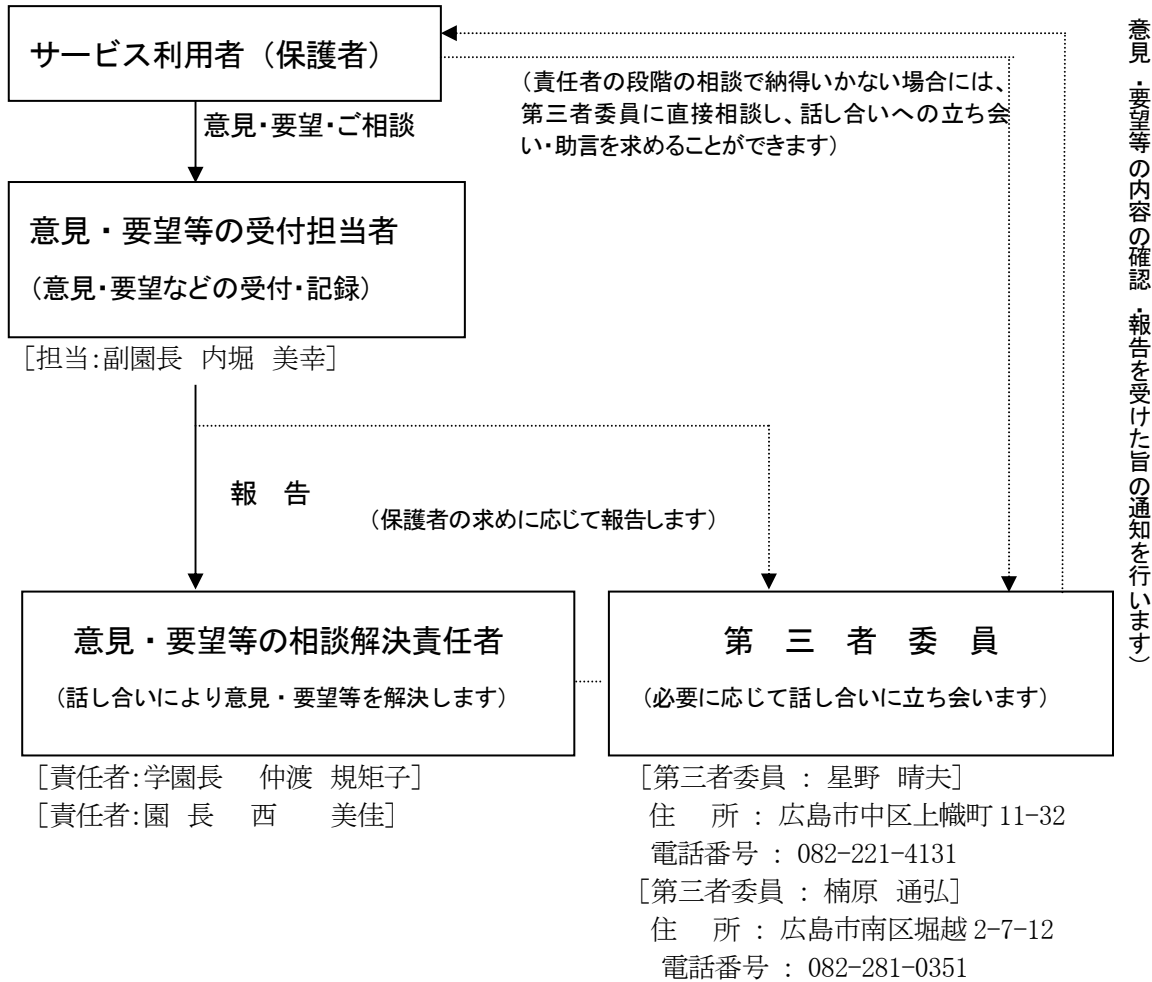 サービス利用者（保護者）
意見・要望・ご相談
（責任者の段階の相談で納得いかない場合には、
第三者委員に直接相談し、話し合いへの立ち会
い・助言を求めることができます）
意見・要望等の受付担当者
（意見・要望などの受付・記録）
［担当:副園長 内堀 美幸］
報 告
（保護者の求めに応じて報告します）
意見・要望等の相談解決責任者
（話し合いにより意見・要望等を解決します）
［責任者:学園長 仲渡 規矩子］
［責任者:園 長 西 美佳］
第 三 者 委 員
（必要に応じて話し合いに立ち会います）
［第三者委員 : 星野 晴夫］
住 所 : 広島市中区上幟町 11-32
電話番号 : 082-221-4131
［第三者委員 : 楠原 通弘］
住 所 : 広島市南区堀越 2-7-12
電話番号 : 082-281-0351
意見・要望等の内容の確認・報告を受けた旨の通知を行います）